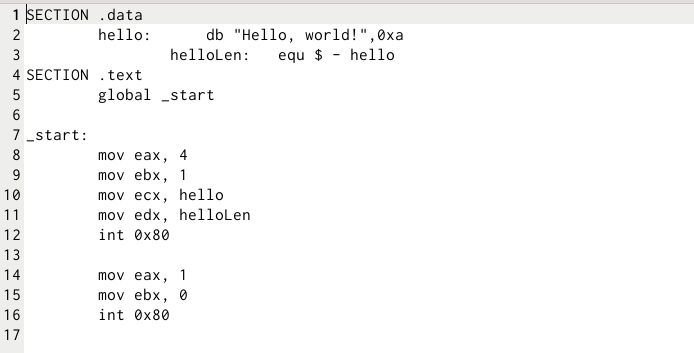 1 SECTION .data
2 hello: db "Hello, world!",0xa
3 helloLen: equ $ - hello
4 SECTION .text
5 global _start
6
7 _start:
8 mov eax, 4
9 mov ebx, 1
10 mov ecx, hello
11 mov edx, helloLen
12 int 0x80
13
14 mov eax, 1
15 mov ebx, 0
16 int 0x80
17